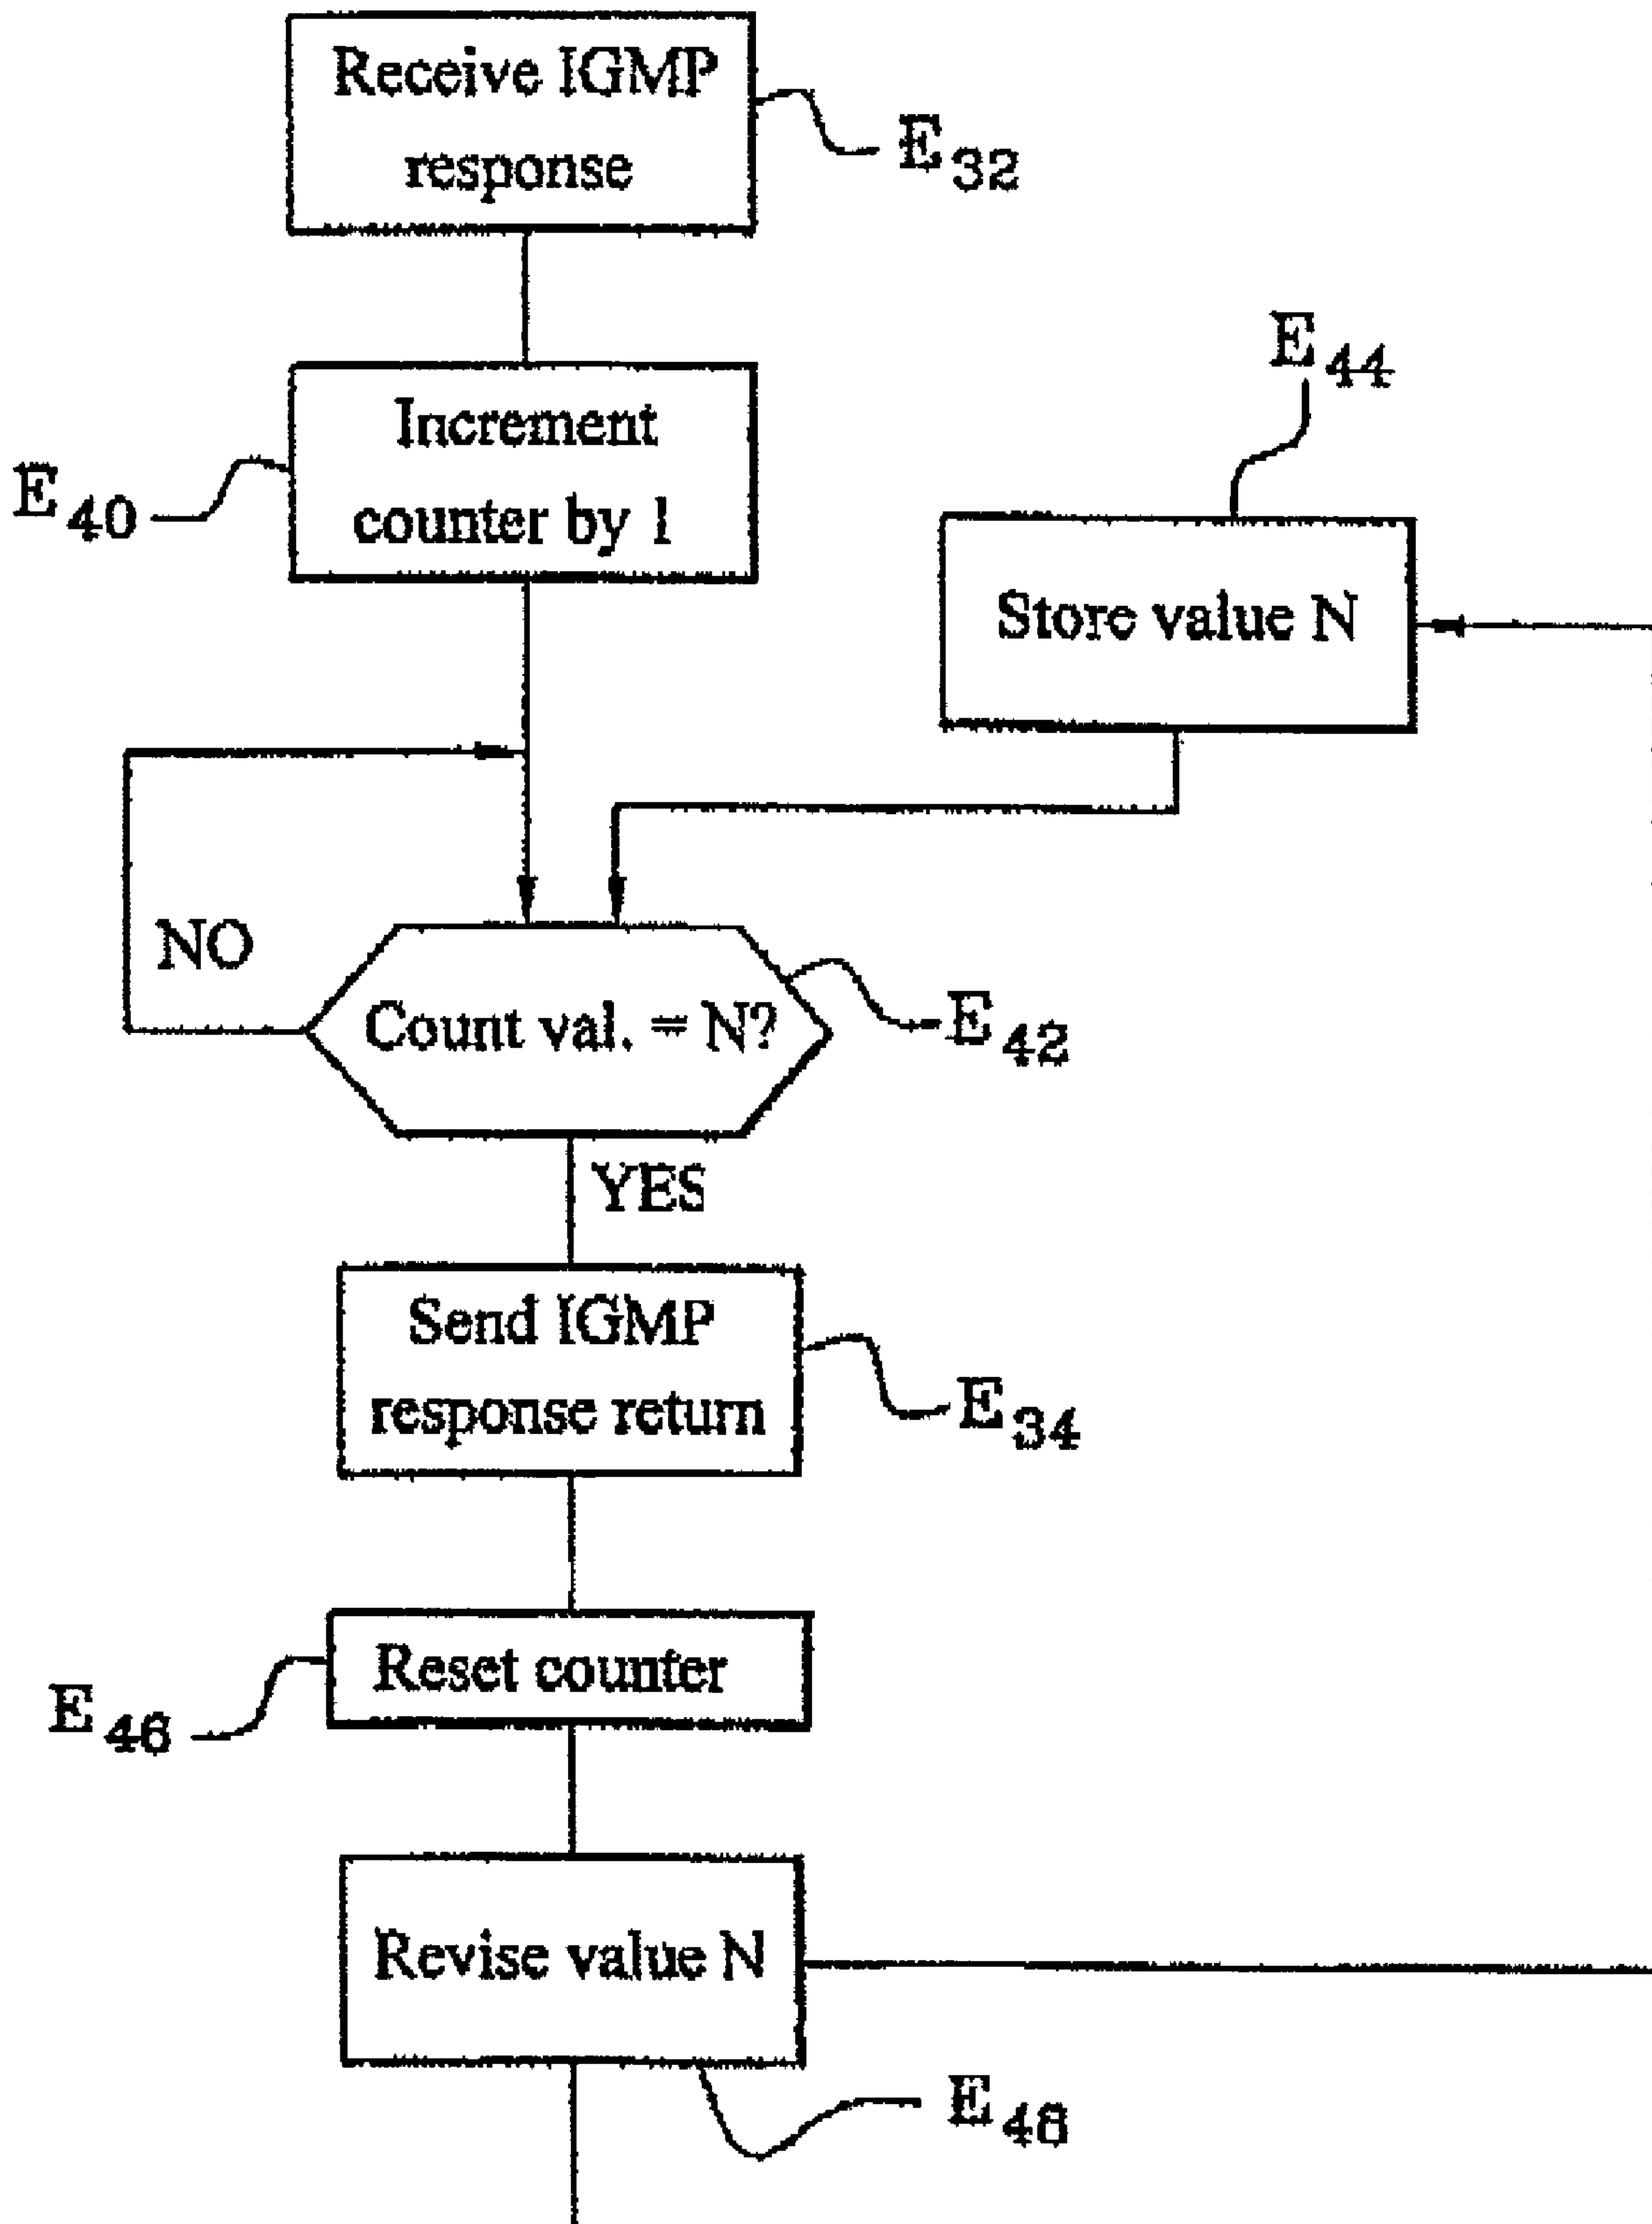 Receive IGMP
response
E32
Increment
counter by 1
E40
E44
Store value N
NO
Count val. = N?
E42
YES
Send IGMP
response return
E34
Reset counter
E46
Revise value N
E48